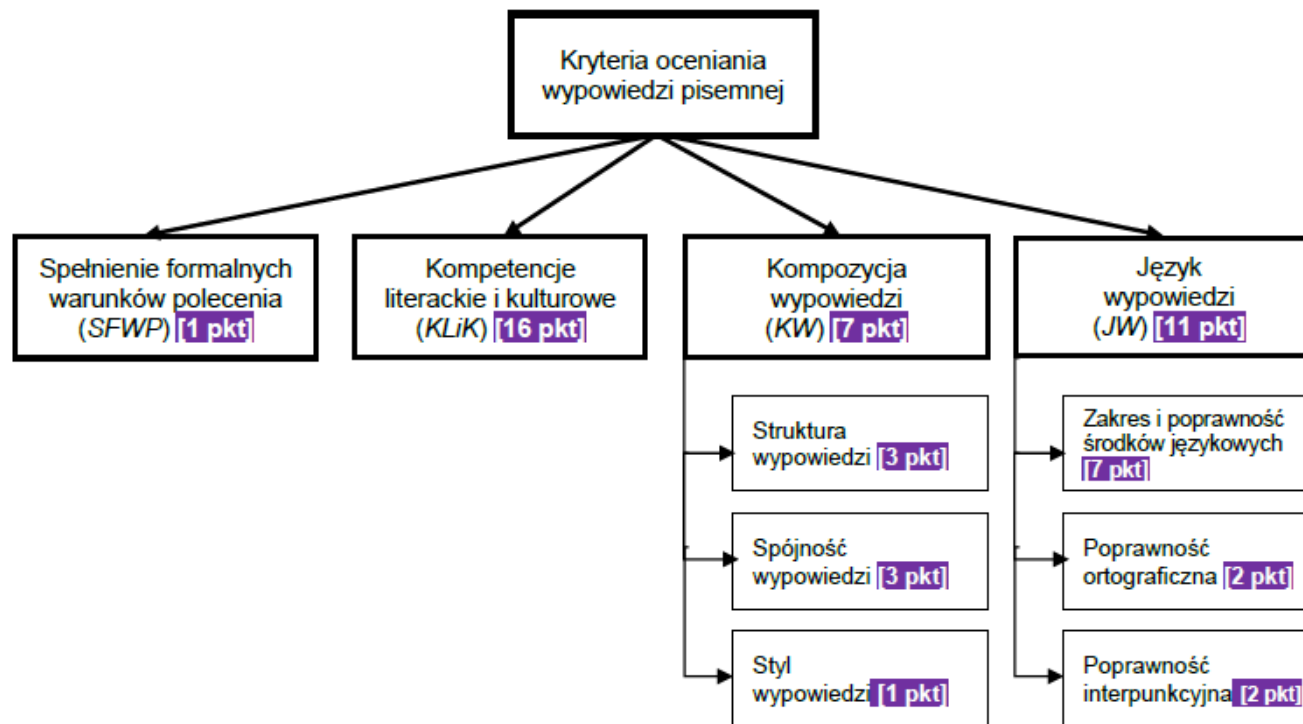 Kryteria oceniania
wypowiedzi pisemnej
Spełnienie formalnych
warunków polecenia
(SFWP) [1 pkt]
Kompetencje
literackie i kulturowe
(KLiK) [16 pkt]
Kompozycja
wypowiedzi
(KW) [7 pkt]
Język
wypowiedzi
(JW) [11 pkt]
Struktura
wypowiedzi [3 pkt]
Spójność
wypowiedzi [3 pkt]
Styl
wypowiedzi [1 pkt]
Zakres i poprawność
środków językowych
[7 pkt]
Poprawność
ortograficzna [2 pkt]
Poprawność
interpunkcyjna [2 pkt]